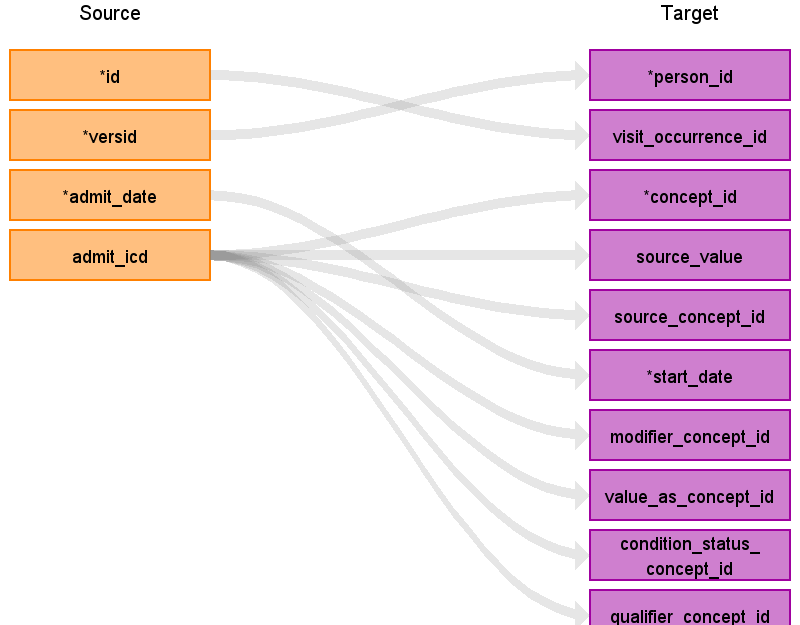 Source
Target
*id
*person_id
*versid
visit_occurrence_id
*admit_date
*concept_id
admit_icd
source_value
source_concept_id
*start_date
modifier_concept_id
value_as_concept_id
condition_status_
concept_id
qualifier_concept_id